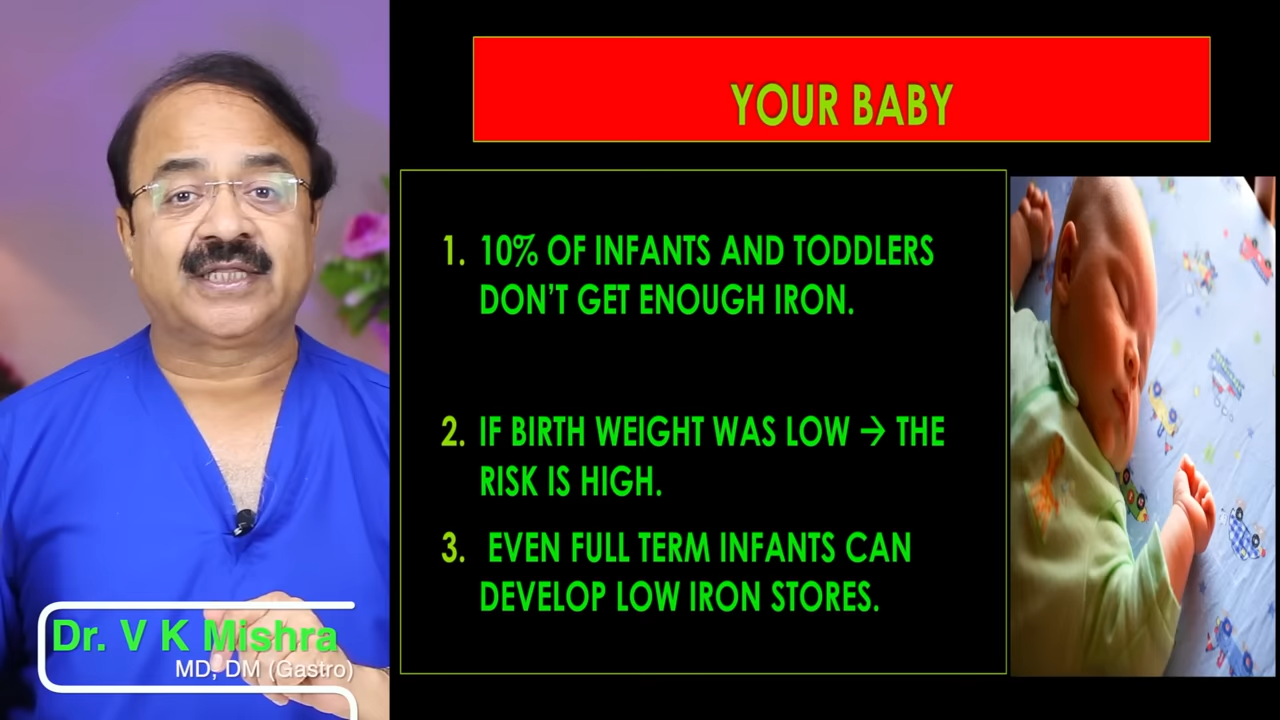 YOUR BABY
1. 10% OF INFANTS AND TODDLERS
DON'T GET ENOUGH IRON.
2. IF BIRTH WEIGHT WAS LOW → THE
RISK IS HIGH.
3. EVEN FULL TERM INFANTS CAN
DEVELOP LOW IRON STORES.
Dr. V K Mishra
MD, DM (Gastro)